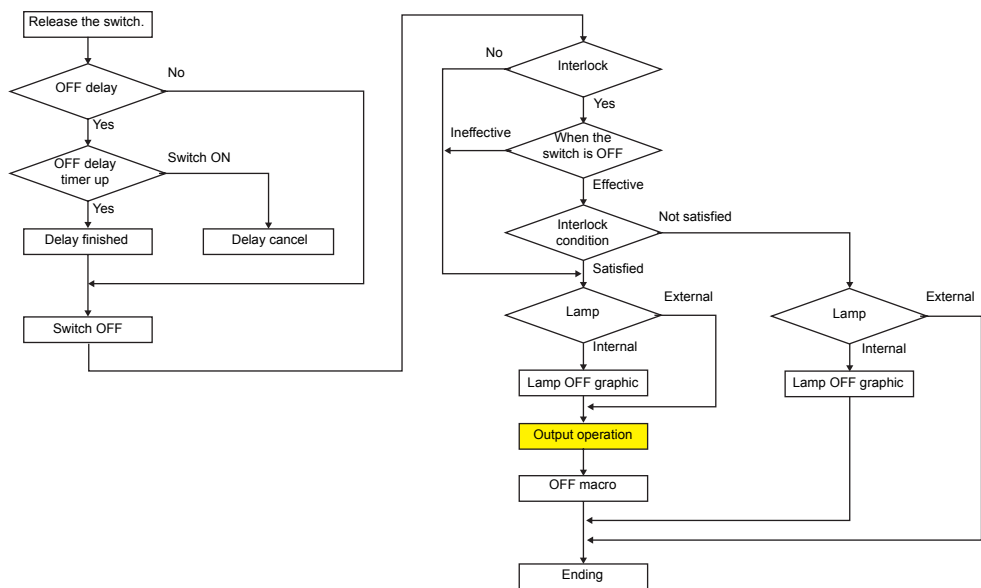 Release the switch.
OFF delay
No
Yes
OFF delay
timer up
Switch ON
Yes
Delay finished
Delay cancel
Switch OFF
No
Interlock
Yes
Ineffective
When the
switch is OFF
Effective
Interlock
condition
Not satisfied
Satisfied
Lamp
External
Internal
Lamp OFF graphic
Output operation
OFF macro
Ending
Lamp
External
Internal
Lamp OFF graphic